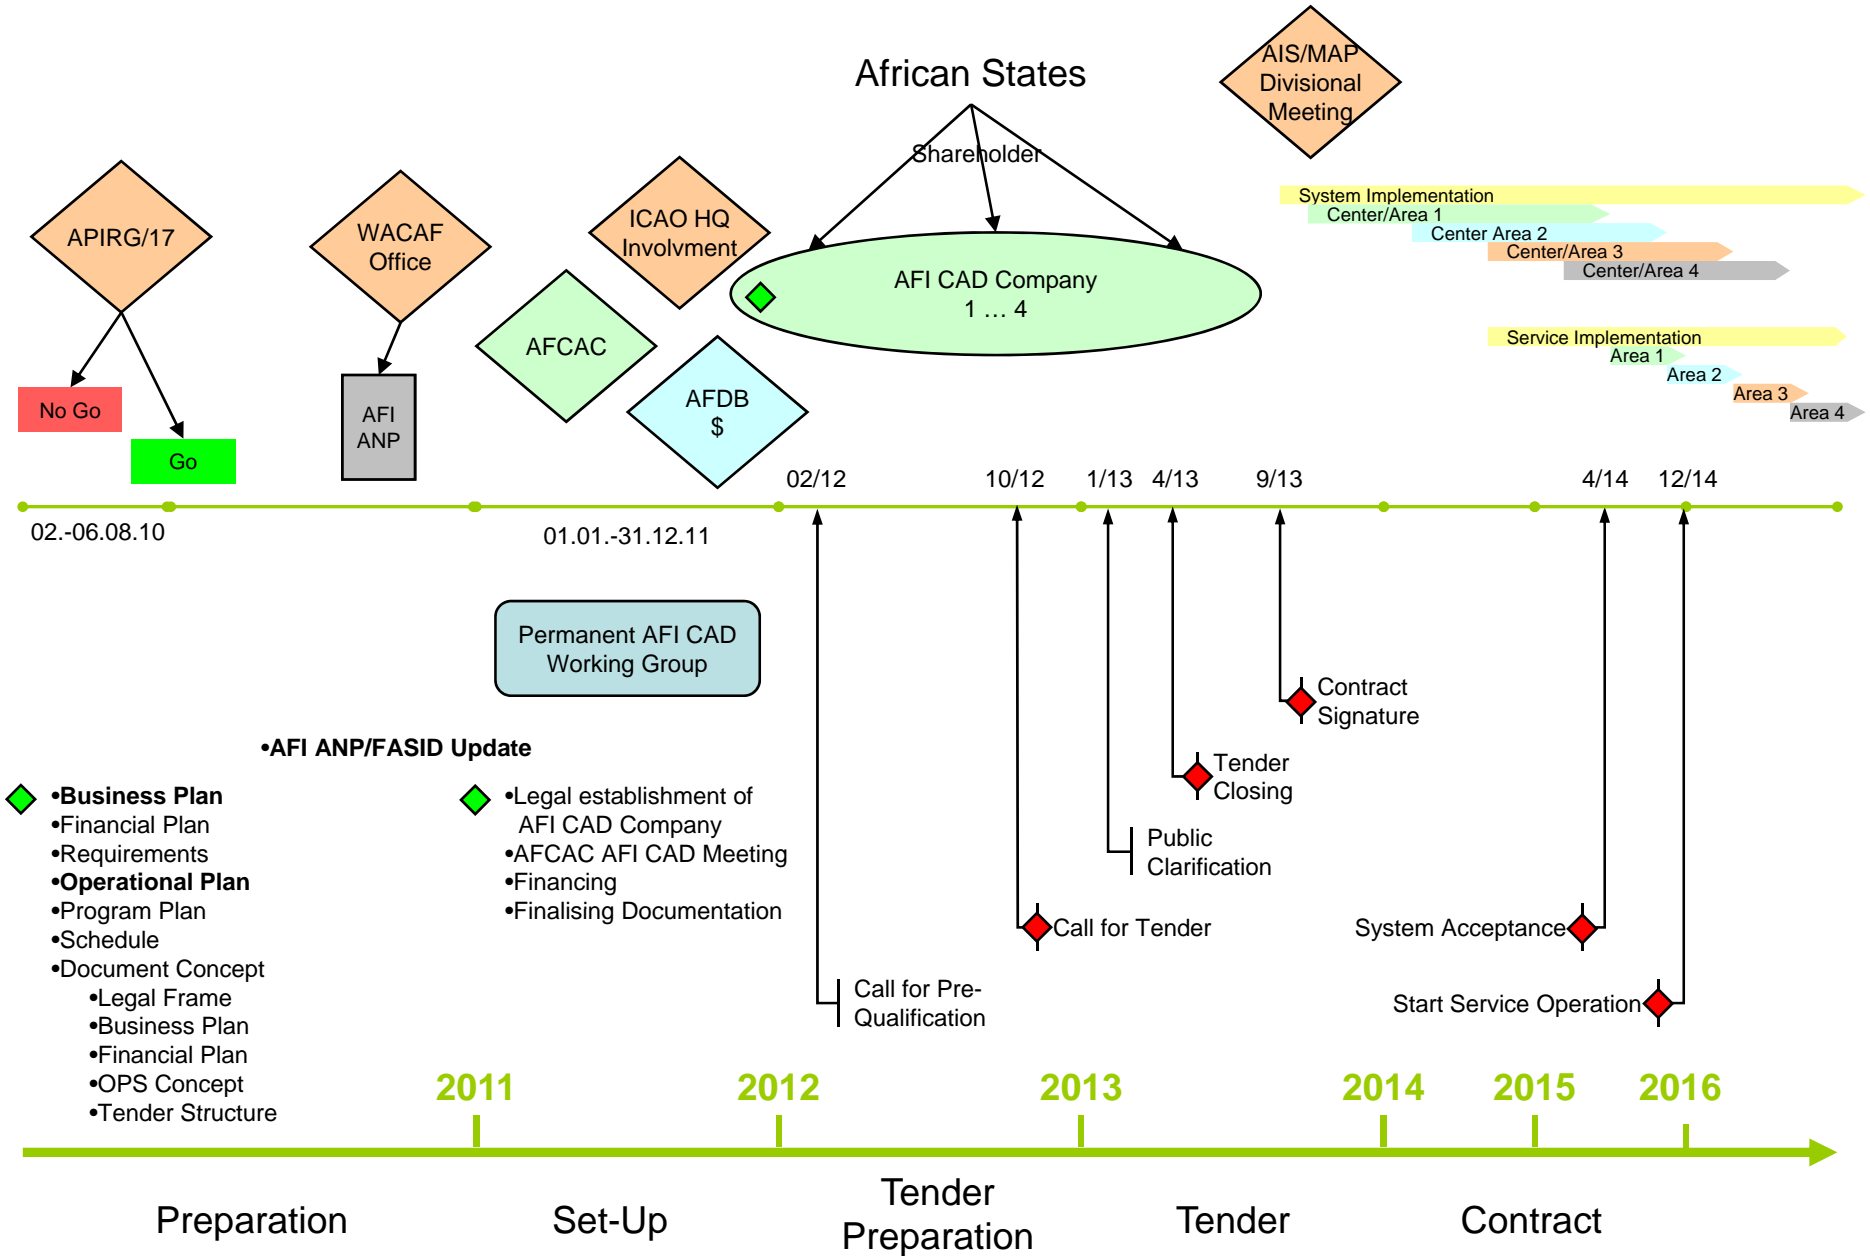 African States
AIS/MAP
Divisional
Meeting
Shareholder
APIRG/17
WACAF
Office
ICAO HQ
Involvment
System Implementation
Center/Area 1
Center Area 2
Center/Area 3
Center/Area 4
AFI CAD Company
1 … 4
AFCAC
Service Implementation
Area 1
Area 2
Area 3
Area 4
No Go
Go
AFI
ANP
AFDB
$
02/12
10/12
1/13
4/13
9/13
4/14
12/14
02.-06.08.10
01.01.-31.12.11
Permanent AFI CAD
Working Group
Contract
Signature
•AFI ANP/FASID Update
Tender
Closing
•Business Plan
•Financial Plan
•Requirements
•Operational Plan
•Program Plan
•Schedule
•Document Concept
•Legal Frame
•Business Plan
•Financial Plan
•OPS Concept
•Tender Structure
•Legal establishment of
AFI CAD Company
•AFCAC AFI CAD Meeting
•Financing
•Finalising Documentation
Public
Clarification
Call for Tender
System Acceptance
Call for Pre-
Qualification
Start Service Operation
2011
2012
2013
2014
2015
2016
Preparation
Set-Up
Tender
Preparation
Tender
Contract